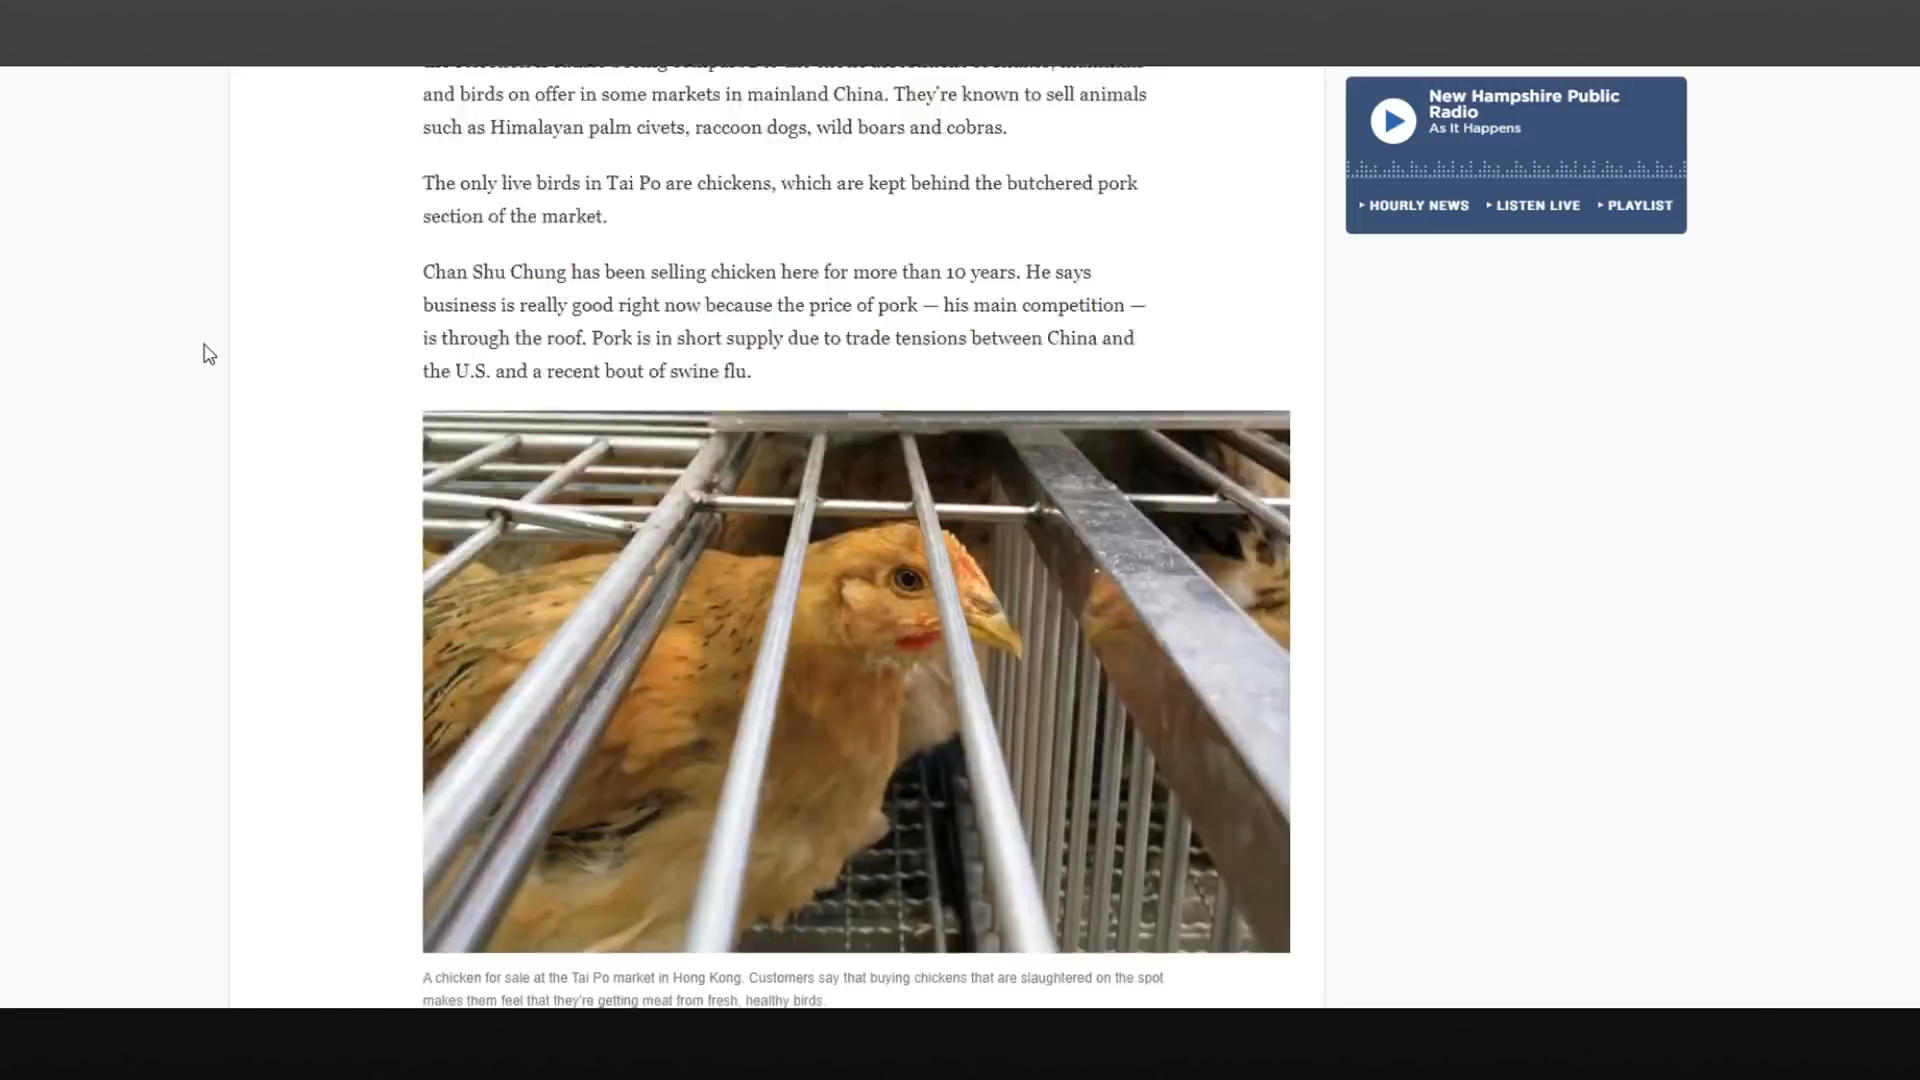 and birds on offer in some markets in mainland China. They're known to sell animals
such as Himalayan palm civets, raccoon dogs, wild boars and cobras.
The only live birds in Tai Po are chickens, which are kept behind the butchered pork
section of the market.
Chan Shu Chung has been selling chicken here for more than 10 years. He says
business is really good right now because the price of pork — his main competition —
is through the roof. Pork is in short supply due to trade tensions between China and
the U.S. and a recent bout of swine flu.
A chicken for sale at the Tai Po market in Hong Kong. Customers say that buying chickens that are slaughtered on the spot
makes them feel that they're getting meat from fresh, healthy birds.
New Hampshire Public
Radio
As It Happens
HOURLY NEWS LISTEN LIVE PLAYLIST